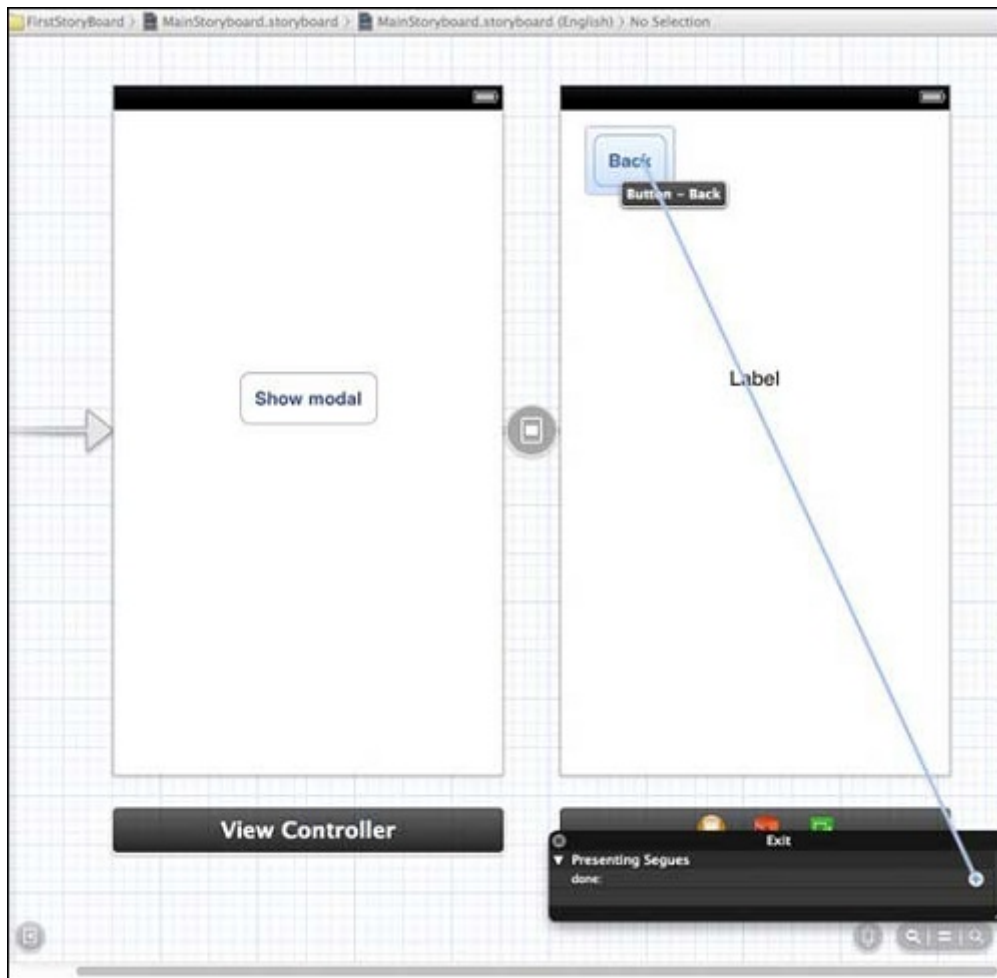 FirstStoryBoard > MainStoryboard.storyboard > MainStoryboard.storyboard (English) > No Selection
Back
Button - Back
Label
Show modal
View Controller
Exit
▼ Presenting Segues
done: